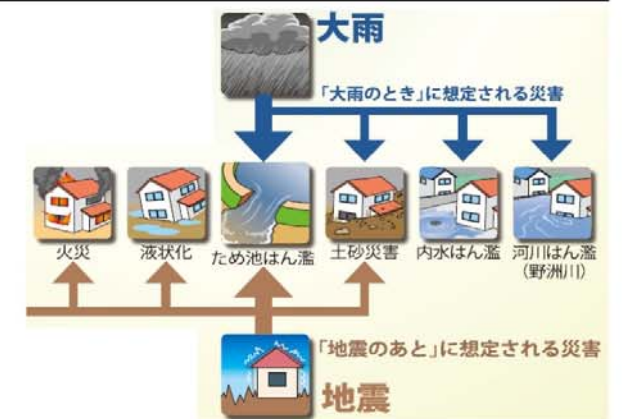 大雨
「大雨のとき」に想定される災害
火災 液状化 ため池はん濫 土砂災害 内水はん濫 河川はん濫
(野洲川)
「地震のあと」に想定される災害
地震